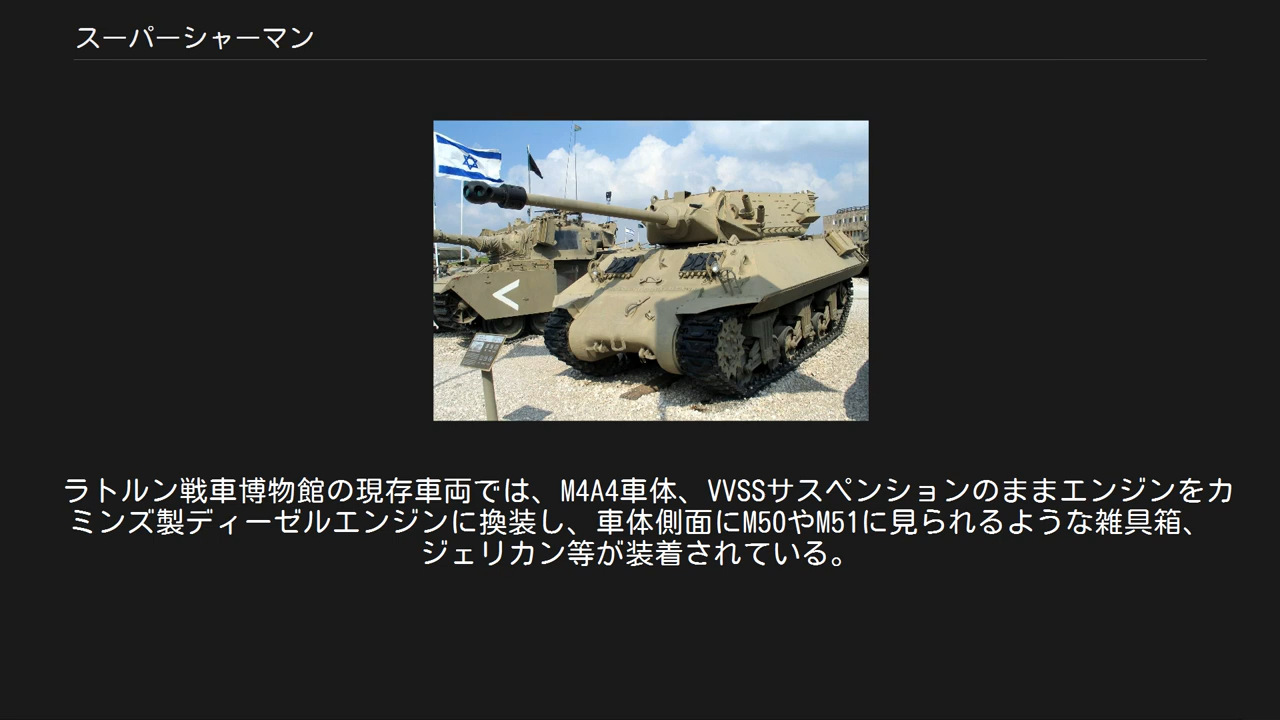 スーパーシャーマン
ラトルン戦車博物館の現存車両では、M4A4車体、VVSSサスペンションのままエンジンをカ
ミンズ製ディーゼルエンジンに換装し、車体側面にM50やM51に見られるような雑具箱、
ジェリカン等が装着されている。